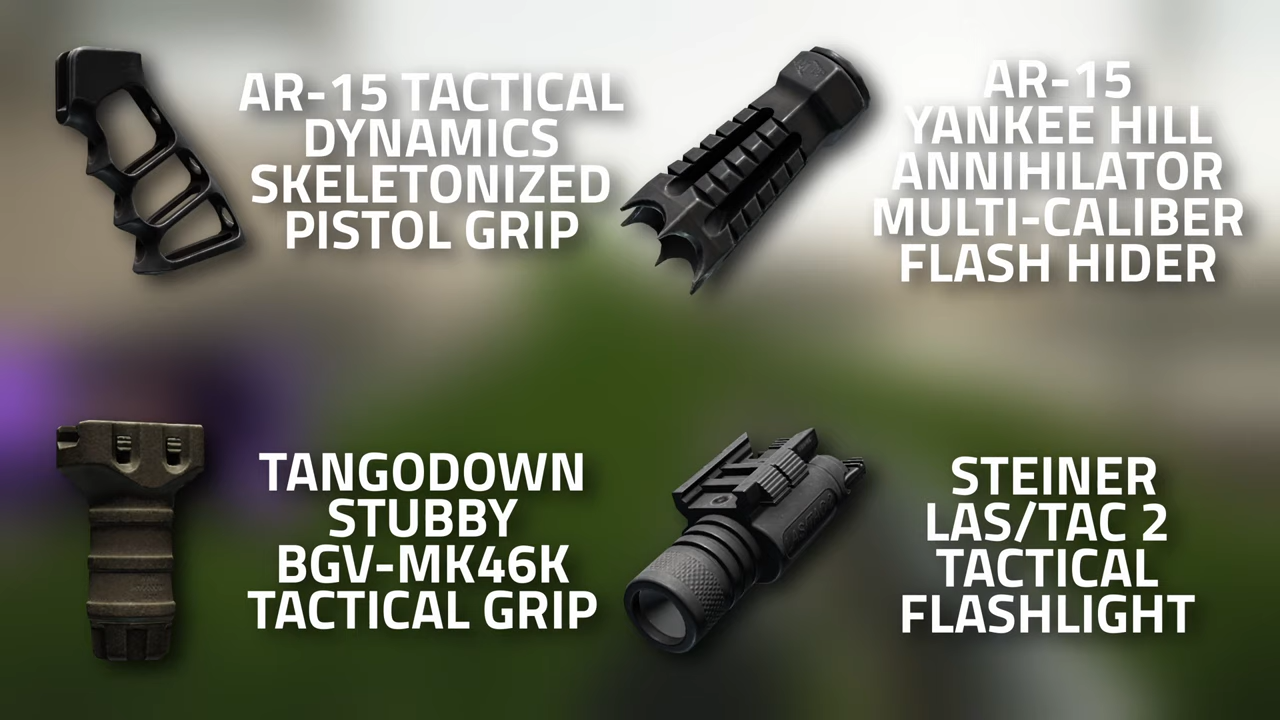 AR-15 TACTICAL
DYNAMICS
SKELETONIZED
PISTOL GRIP
AR-15
YANKEE HILL
ANNIHILATOR
MULTI-CALIBER
FLASH HIDER
TANGODOWN
STUBBY
BGV-MK46K
TACTICAL GRIP
STEINER
LAS/TAC 2
TACTICAL
FLASHLIGHT